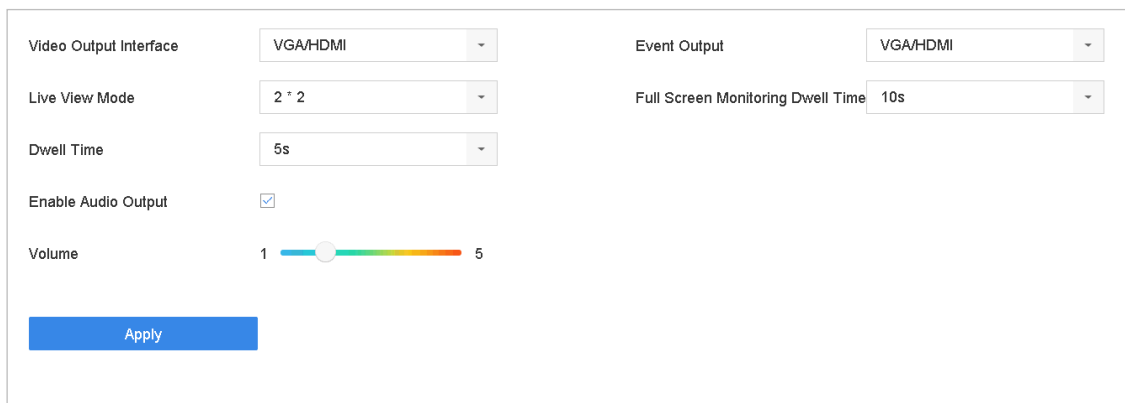 Video Output Interface VGA/HDMI Event Output VGA/HDMI
Live View Mode 2 * 2 Full Screen Monitoring Dwell Time 10s
Dwell Time 5s
Enable Audio Output
Volume 1 5
Apply